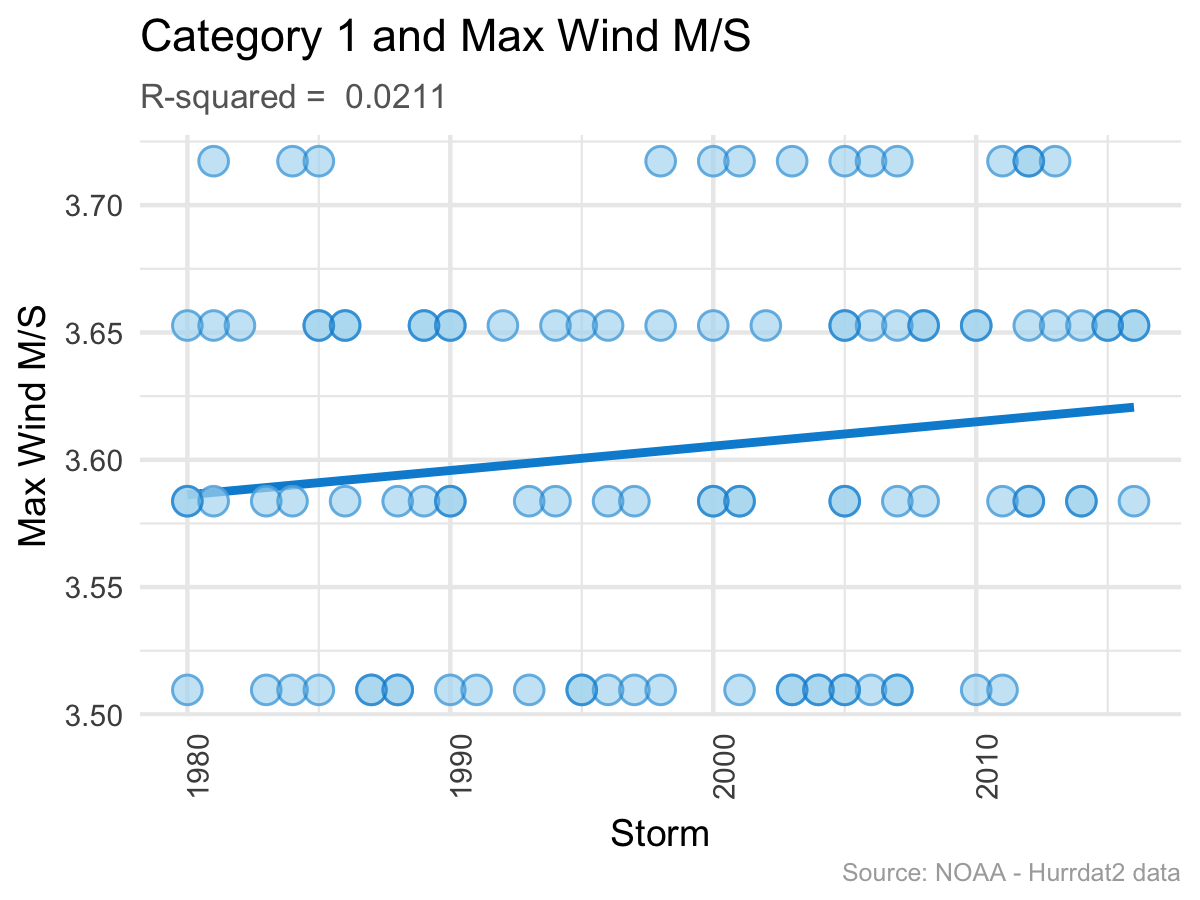 Category 1 and Max Wind M/S
R-squared =  0.0211
Max Wind M/S
3.70
3.65
3.60
3.55
3.50
1980
1990
2000
2010
Storm
Source: NOAA - Hurrdat2 data